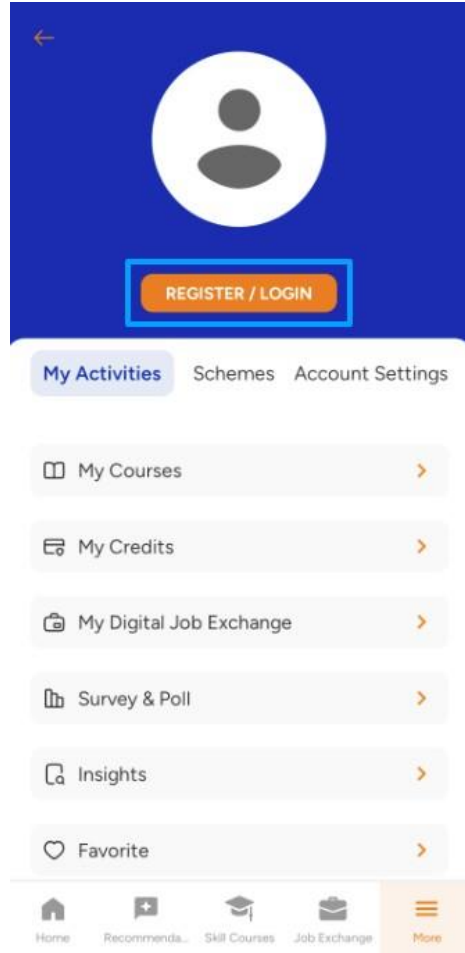 REGISTER / LOGIN
My Activities Schemes Account Settings
My Courses
My Credits
My Digital Job Exchange
Survey & Poll
Insights
Favorite
Home Recommenda... Skill Courses Job Exchange More